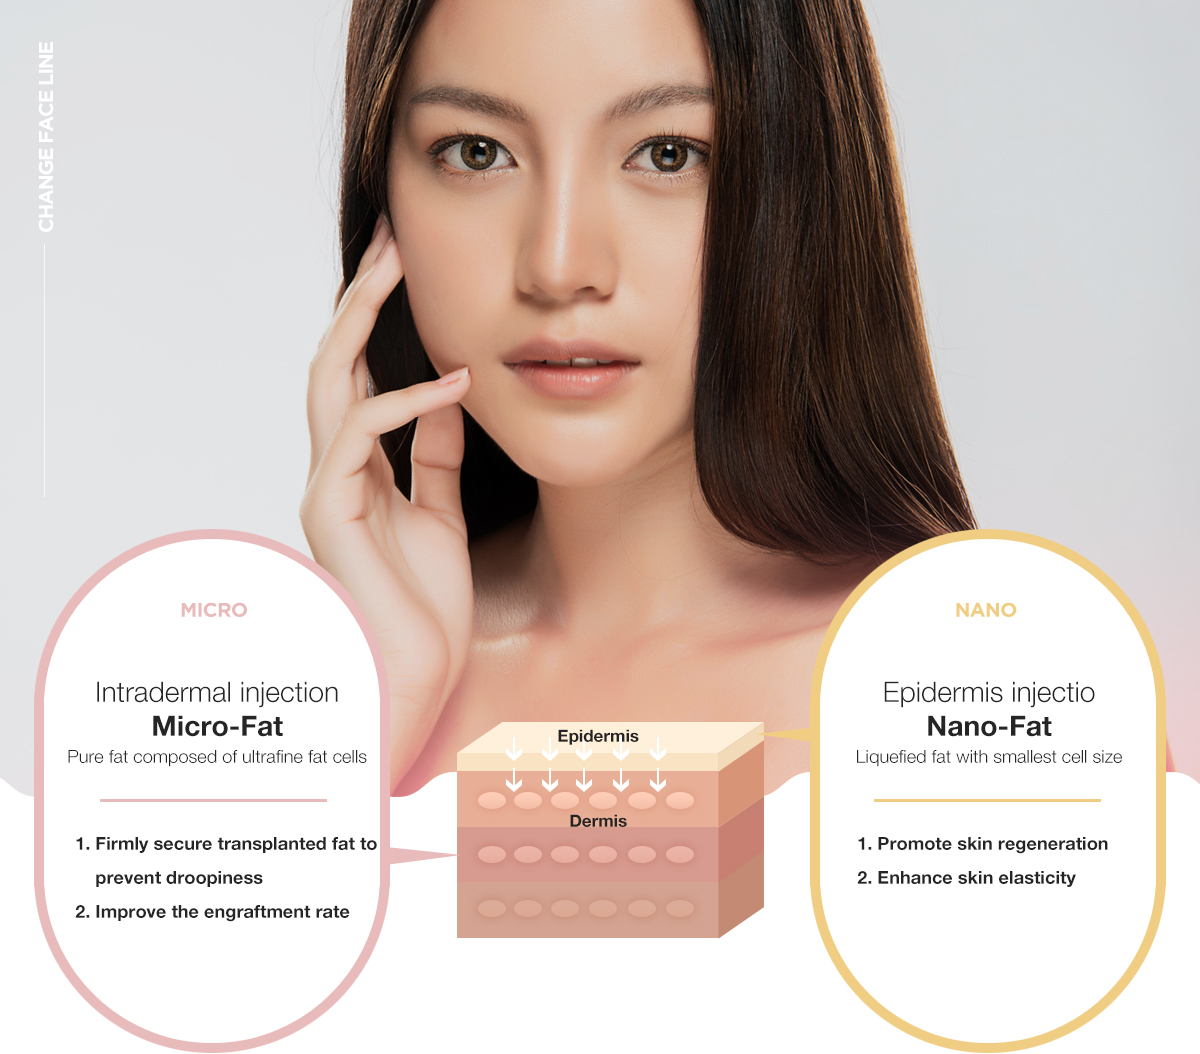 CHANGE FACE LINE
MICRO
Intradermal injection
Micro-Fat
Pure fat composed of ultrafine fat cells
1. Firmly secure transplanted fat to
prevent droopiness
2. Improve the engraftment rate
Epidermis
Dermis
NANO
Epidermis injectio
Nano-Fat
Liquefied fat with smallest cell size
1. Promote skin regeneration
2. Enhance skin elasticity